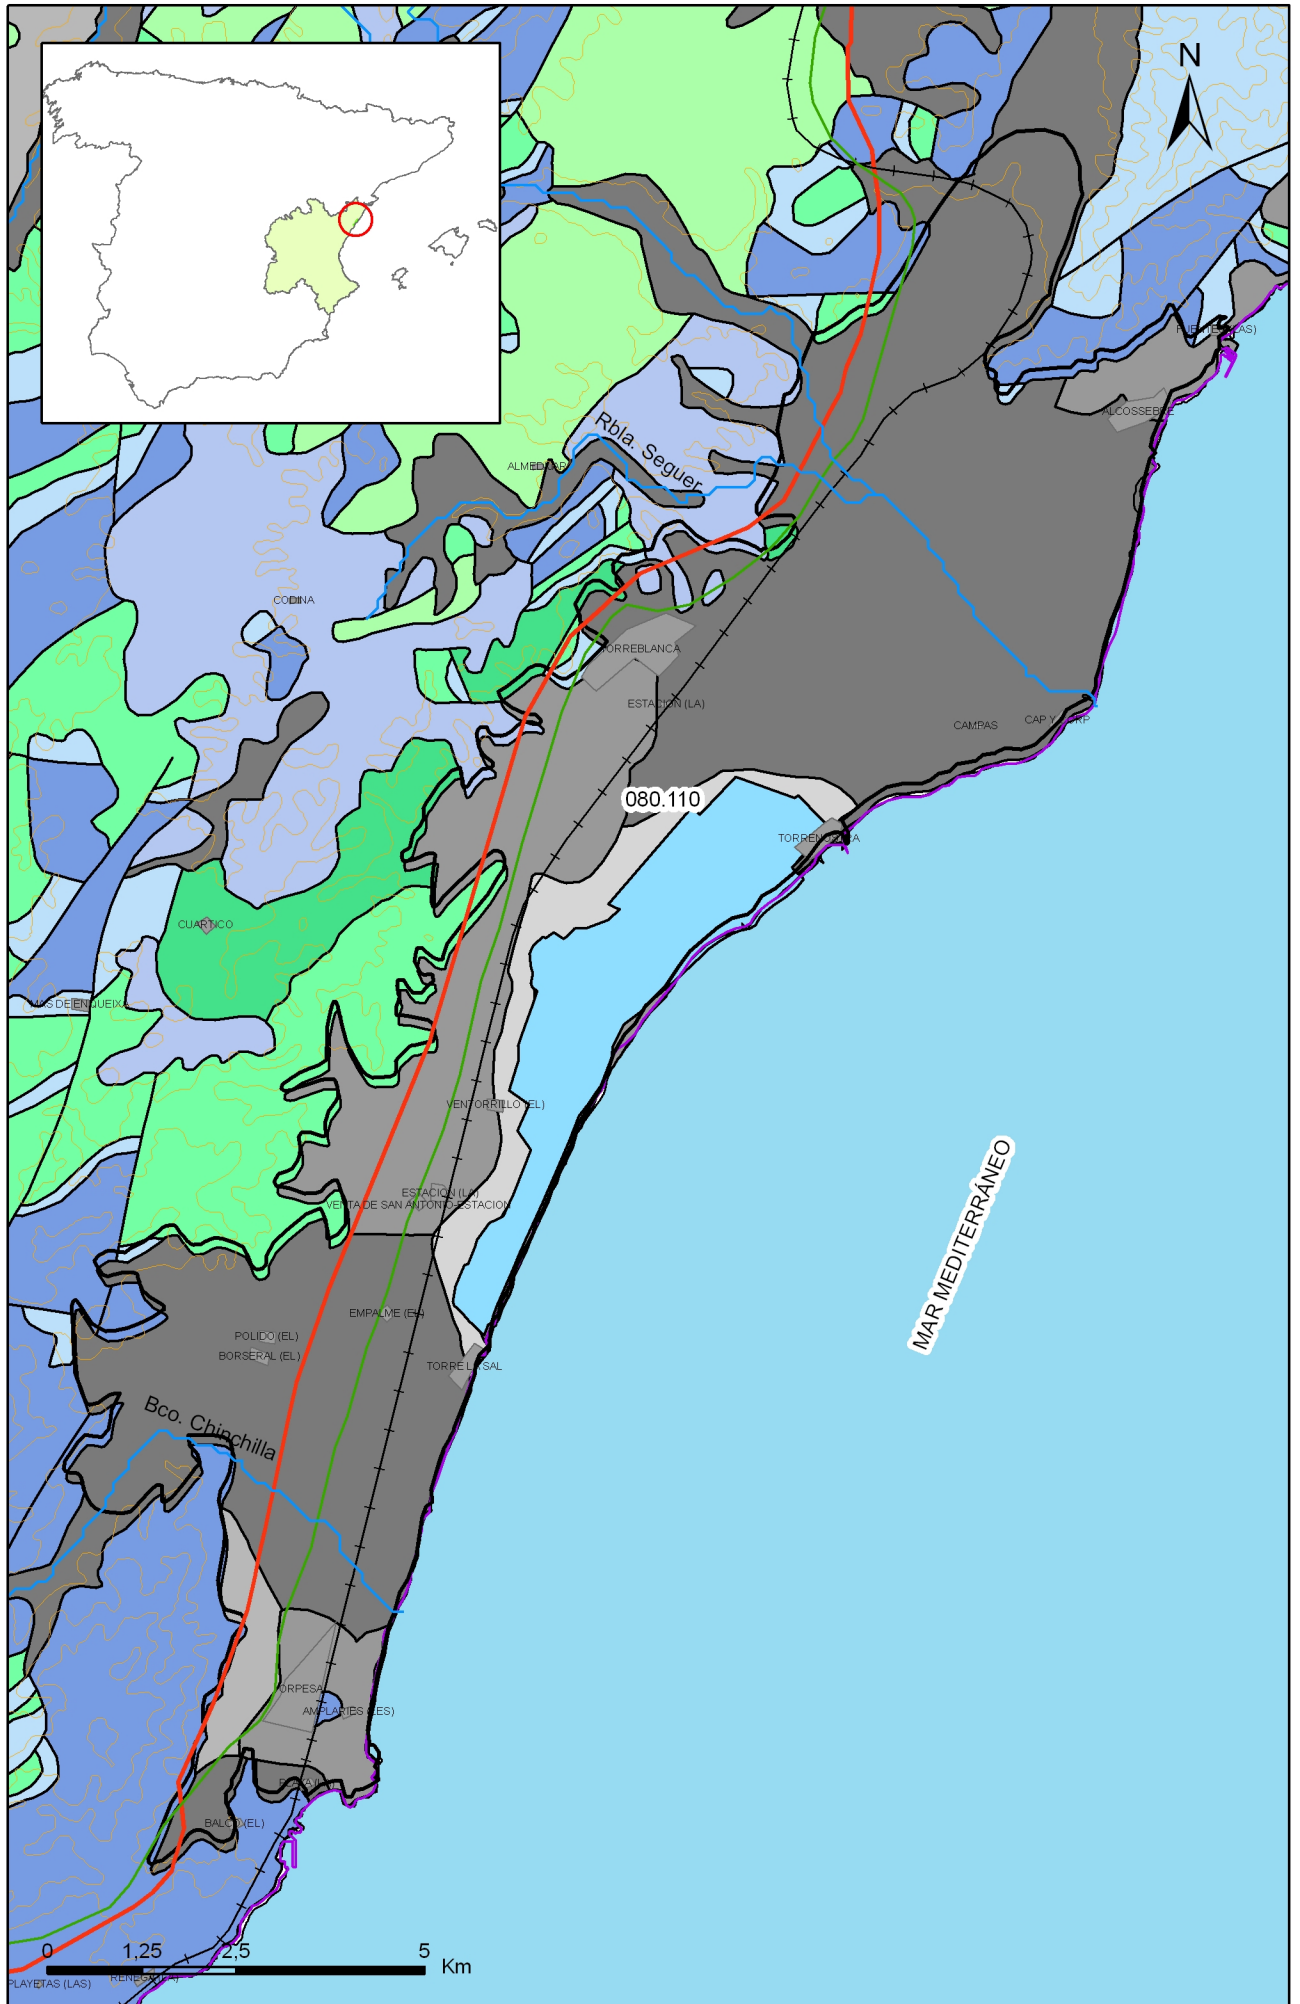 N
FUENTES (LAS)
ALCOSSEBRE
Rbla. Seguer
CODINA
TORREBLANCA
ESTACION (LA)
CAMPAS
080.110
CUARTICO
MAS DE ENQUEIXA
VENTORRILLO (EL)
MAR MEDITERRÁNEO
ESTACION (LA)
VENTA DE SAN ANTONIO-ESTACION
EMPALME (EL)
POLIDO (EL)
BORSERAL (EL)
TORRE LA SAL
Bco. Chinchilla
ORPESA
AMPLARIES (LES)
BALCO (EL)
0
1,25
2,5
5
Km
PLAYETAS (LAS)